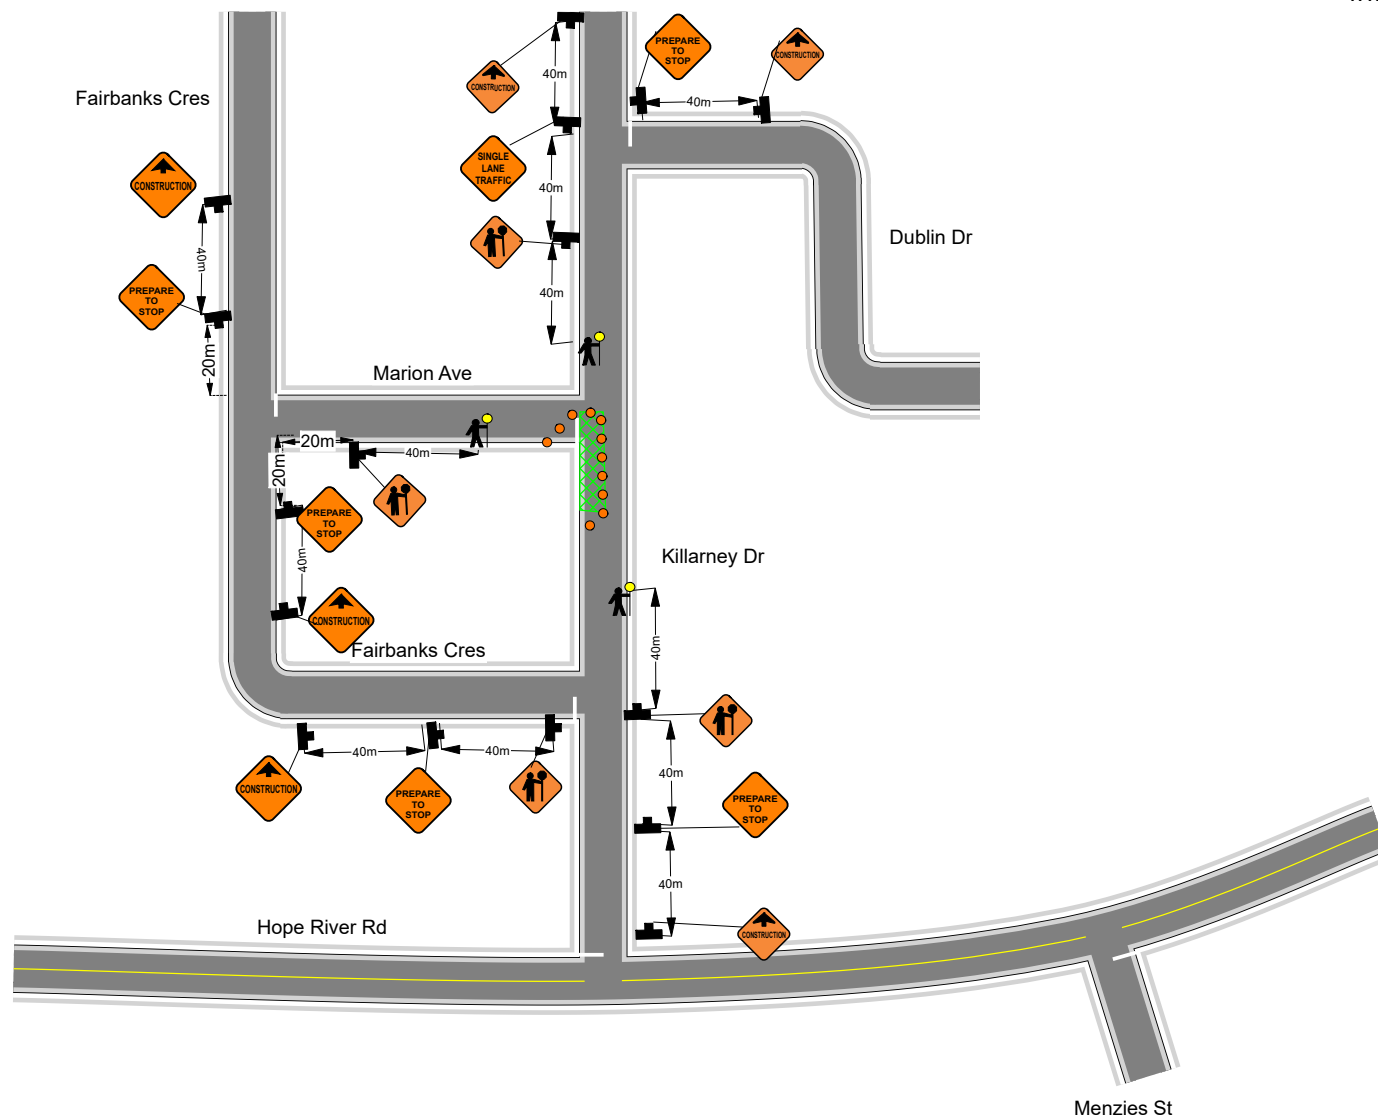 PREPARE
TO
STOP
CONSTRUCTION
40m
Fairbanks Cres
CONSTRUCTION
40m
SINGLE
LANE
TRAFFIC
40m
CONSTRUCTION
40m
Dublin Dr
40m
PREPARE
TO
STOP
40m
20m
Marion Ave
20m
40m
20m
PREPARE
TO
STOP
40m
CONSTRUCTION
Fairbanks Cres
Killarney Dr
40m
40m
40m
CONSTRUCTION
PREPARE
TO
STOP
40m
PREPARE
TO
STOP
40m
CONSTRUCTION
Hope River Rd
Menzies St